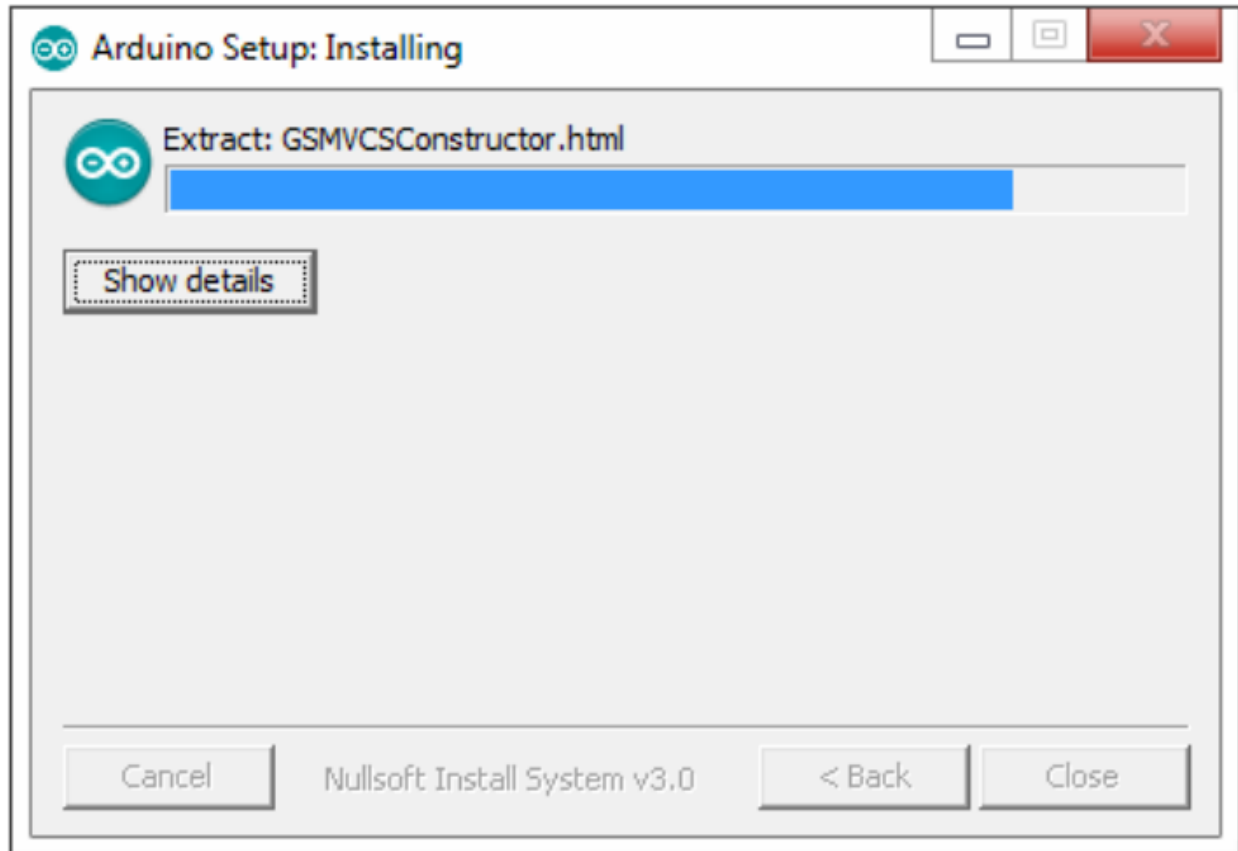 Arduino Setup: Installing
Extract: GSMVCSConstructor.html
Show details
Cancel
Nullsoft Install System v3.0
< Back
Close